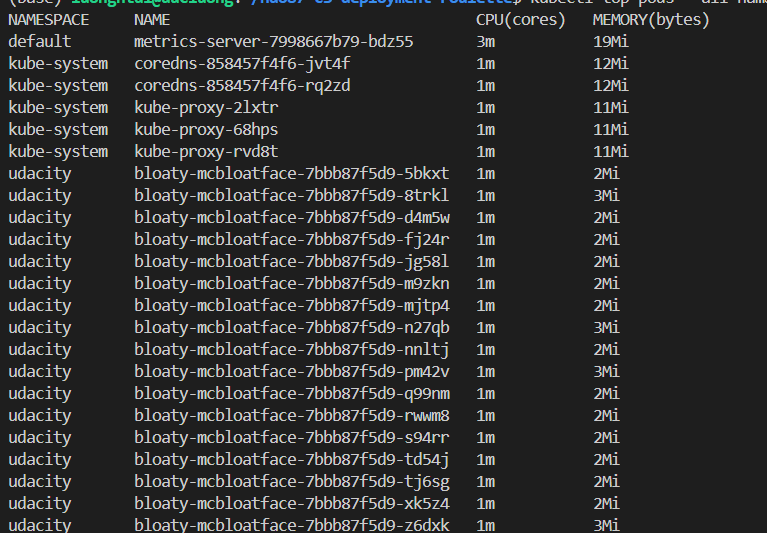 NAMESPACE NAME CPU(cores) MEMORY(bytes)
default metrics-server-7998667b79-bdz55 3m 19Mi
kube-system coredns-858457f4f6-jvt4f 1m 12Mi
kube-system coredns-858457f4f6-rq2zd 1m 12Mi
kube-system kube-proxy-2lxtr 1m 11Mi
kube-system kube-proxy-68hps 1m 11Mi
kube-system kube-proxy-rvd8t 1m 11Mi
udacity bloaty-mcbloatface-7bbb87f5d9-5bkxt 1m 2Mi
udacity bloaty-mcbloatface-7bbb87f5d9-8trkl 1m 3Mi
udacity bloaty-mcbloatface-7bbb87f5d9-d4m5w 1m 2Mi
udacity bloaty-mcbloatface-7bbb87f5d9-fj24r 1m 2Mi
udacity bloaty-mcbloatface-7bbb87f5d9-jg58l 1m 2Mi
udacity bloaty-mcbloatface-7bbb87f5d9-m9zkn 1m 2Mi
udacity bloaty-mcbloatface-7bbb87f5d9-mjtp4 1m 2Mi
udacity bloaty-mcbloatface-7bbb87f5d9-n27qb 1m 3Mi
udacity bloaty-mcbloatface-7bbb87f5d9-nnltj 1m 2Mi
udacity bloaty-mcbloatface-7bbb87f5d9-pm42v 1m 3Mi
udacity bloaty-mcbloatface-7bbb87f5d9-q99nm 1m 2Mi
udacity bloaty-mcbloatface-7bbb87f5d9-rwwm8 1m 2Mi
udacity bloaty-mcbloatface-7bbb87f5d9-s94rr 1m 2Mi
udacity bloaty-mcbloatface-7bbb87f5d9-td54j 1m 2Mi
udacity bloaty-mcbloatface-7bbb87f5d9-tj6sg 1m 2Mi
udacity bloaty-mcbloatface-7bbb87f5d9-xk5z4 1m 2Mi
udacity bloaty-mcbloatface-7bbb87f5d9-z6dxk 1m 3Mi